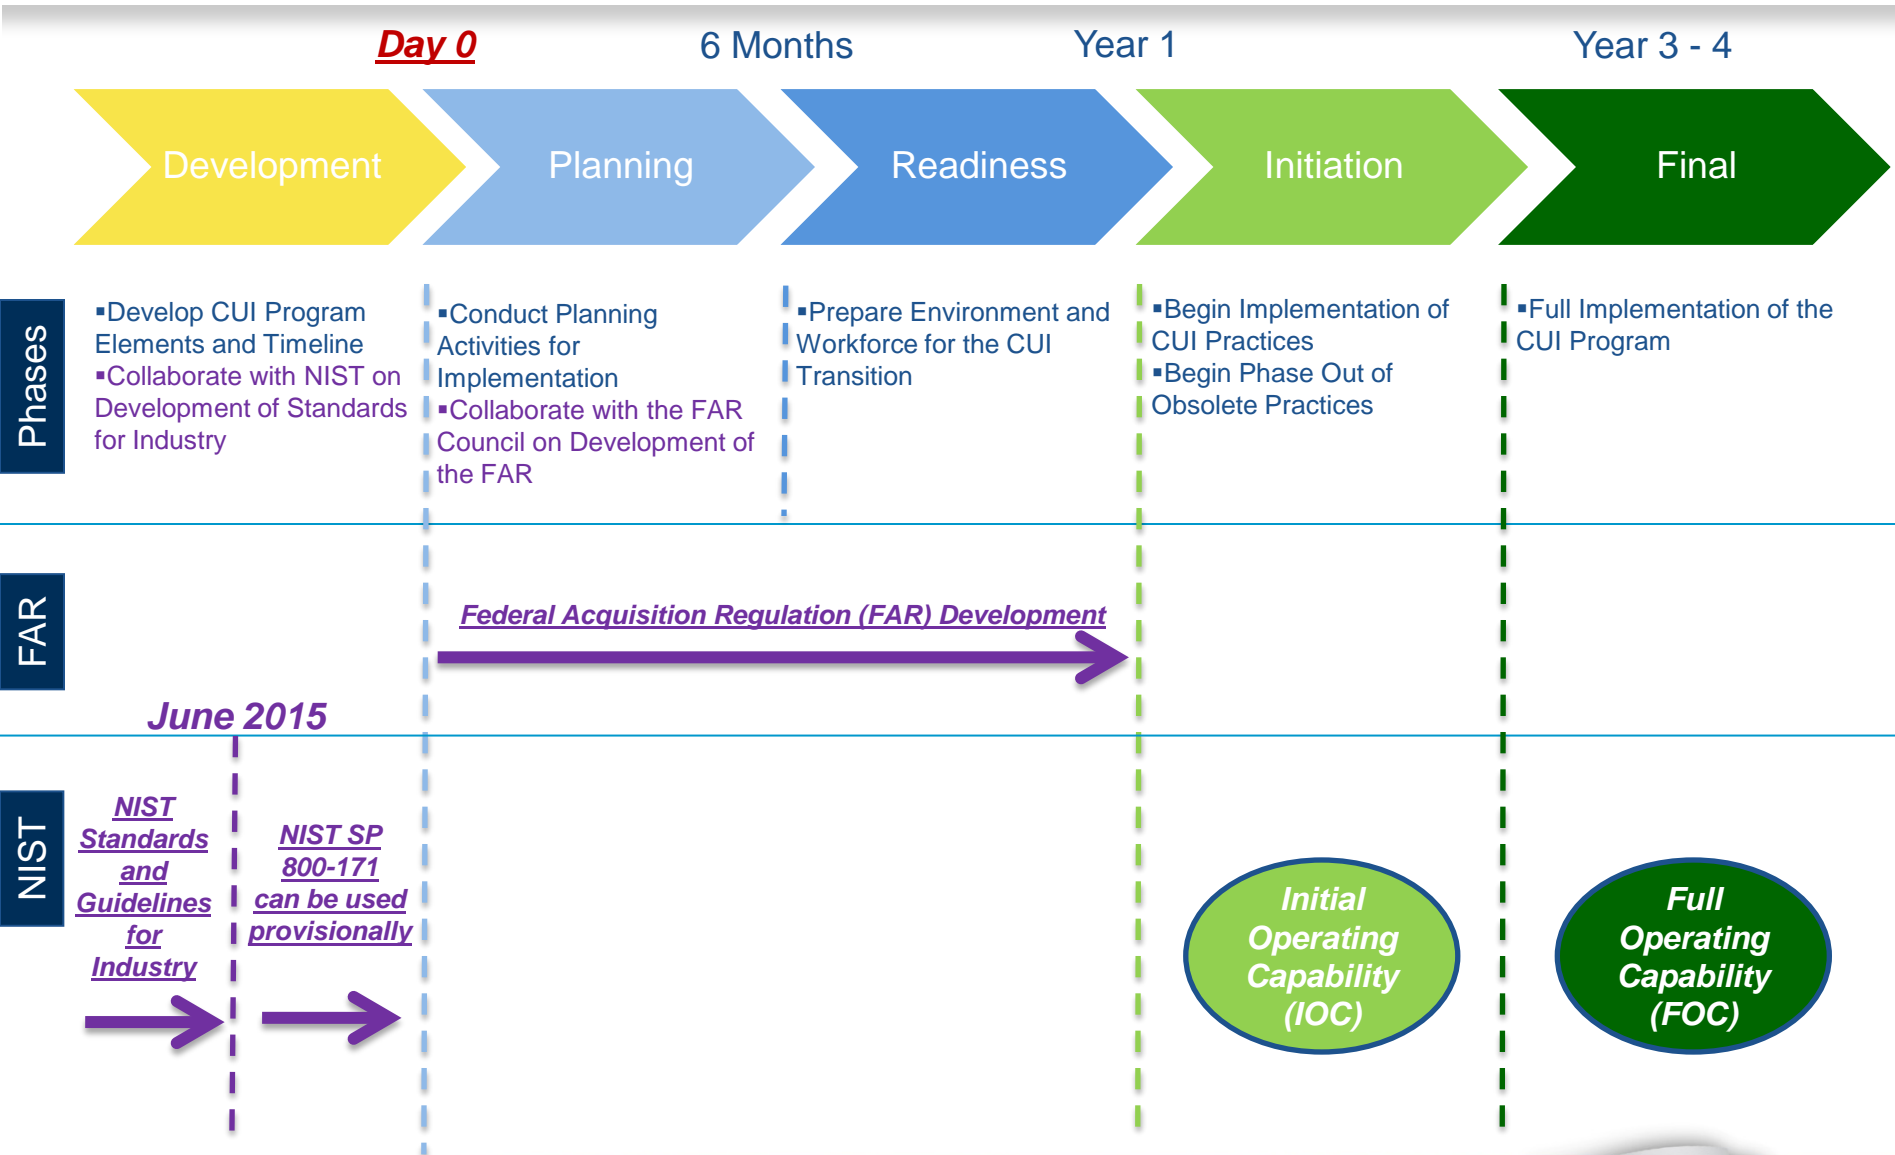 Day 0
6 Months
Year 1
Year 3 - 4
Development
Planning
Readiness
Initiation
Final
Phases
▪Develop CUI Program
Elements and Timeline
▪Collaborate with NIST on
Development of Standards
for Industry
▪Conduct Planning
Activities for
Implementation
▪Collaborate with the FAR
Council on Development of
the FAR
▪Prepare Environment and
Workforce for the CUI
Transition
▪Begin Implementation of
CUI Practices
▪Begin Phase Out of
Obsolete Practices
▪Full Implementation of the
CUI Program
FAR
Federal Acquisition Regulation (FAR) Development
June 2015
NIST
NIST
Standards
and
Guidelines
for
Industry
NIST SP
800-171
can be used
provisionally
Initial
Operating
Capability
(IOC)
Full
Operating
Capability
(FOC)